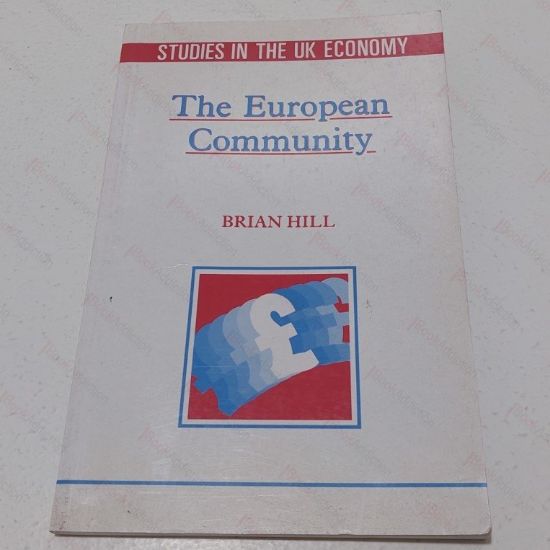 STUDIES IN THE UK ECONOMY
The European
Community
BRIAN HILL
£